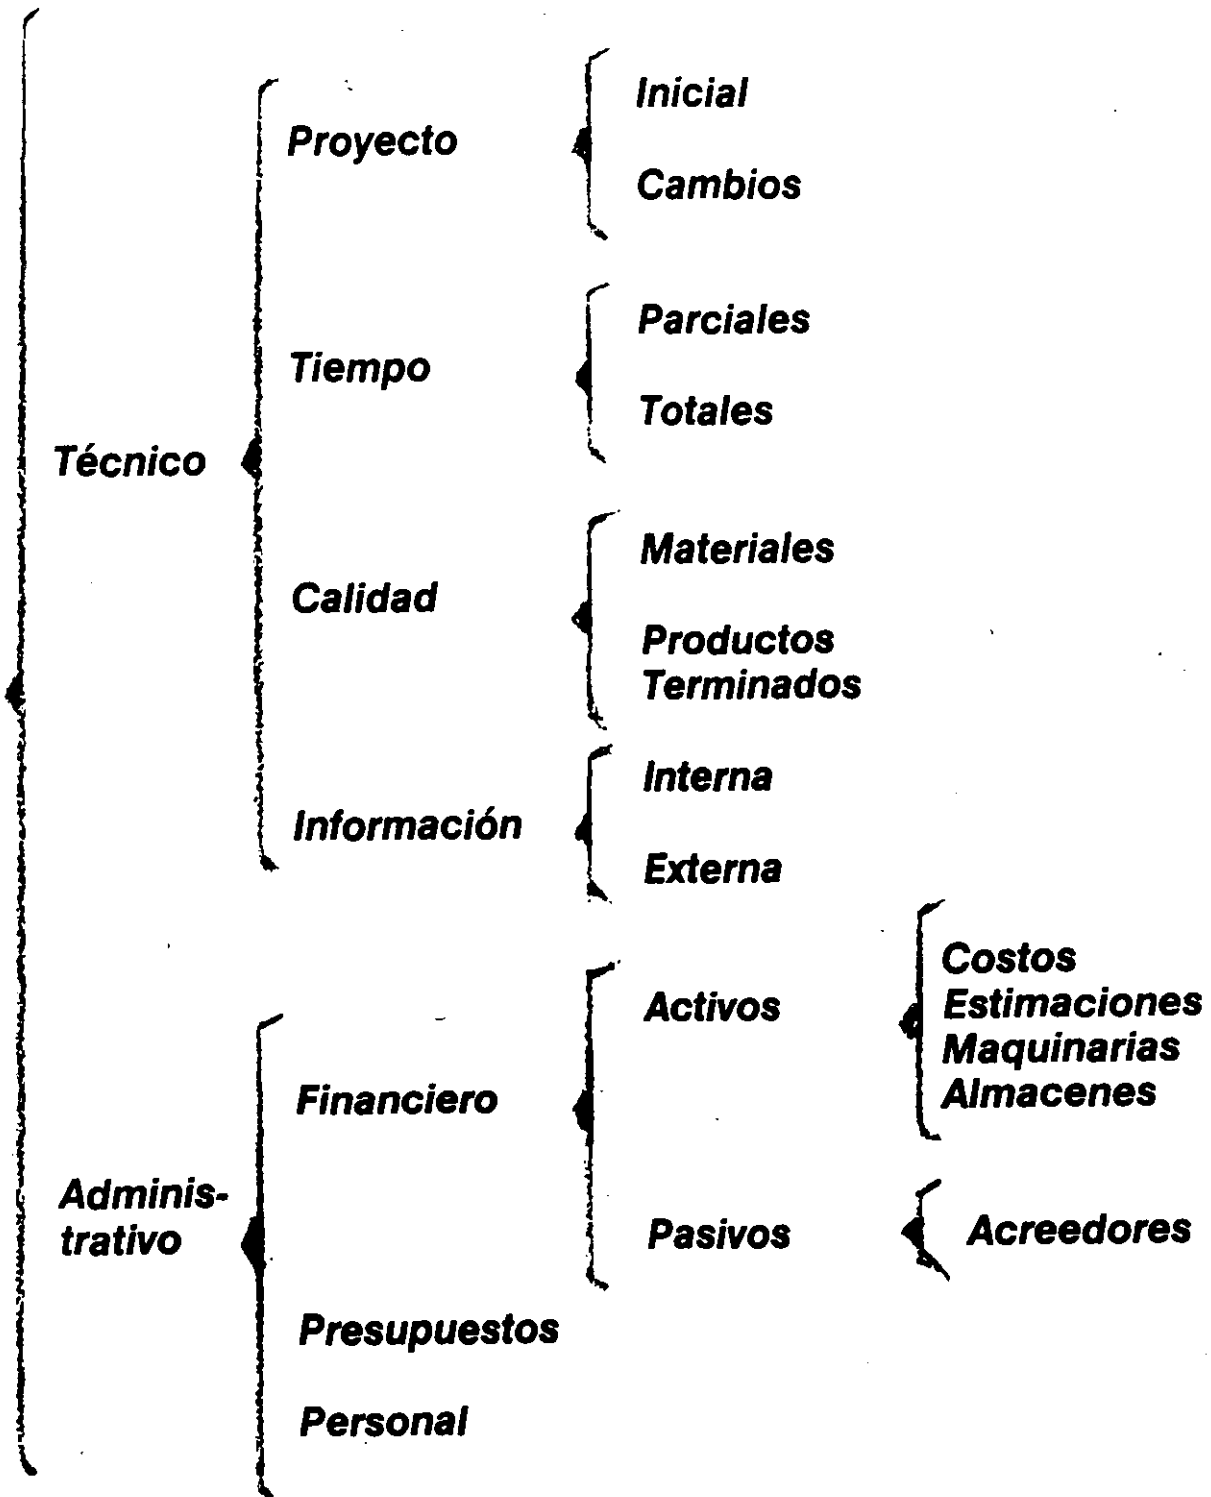 Inicial
Proyecto
Cambios
Parciales
Tiempo
Totales
Técnico
Materiales
Calidad
Productos
Terminados
Interna
Información
Externa
Costos
Activos
Estimaciones
Maquinarias
Financiero
Almacenes
Adminis-
trativo
Pasivos
Acreedores
Presupuestos
Personal